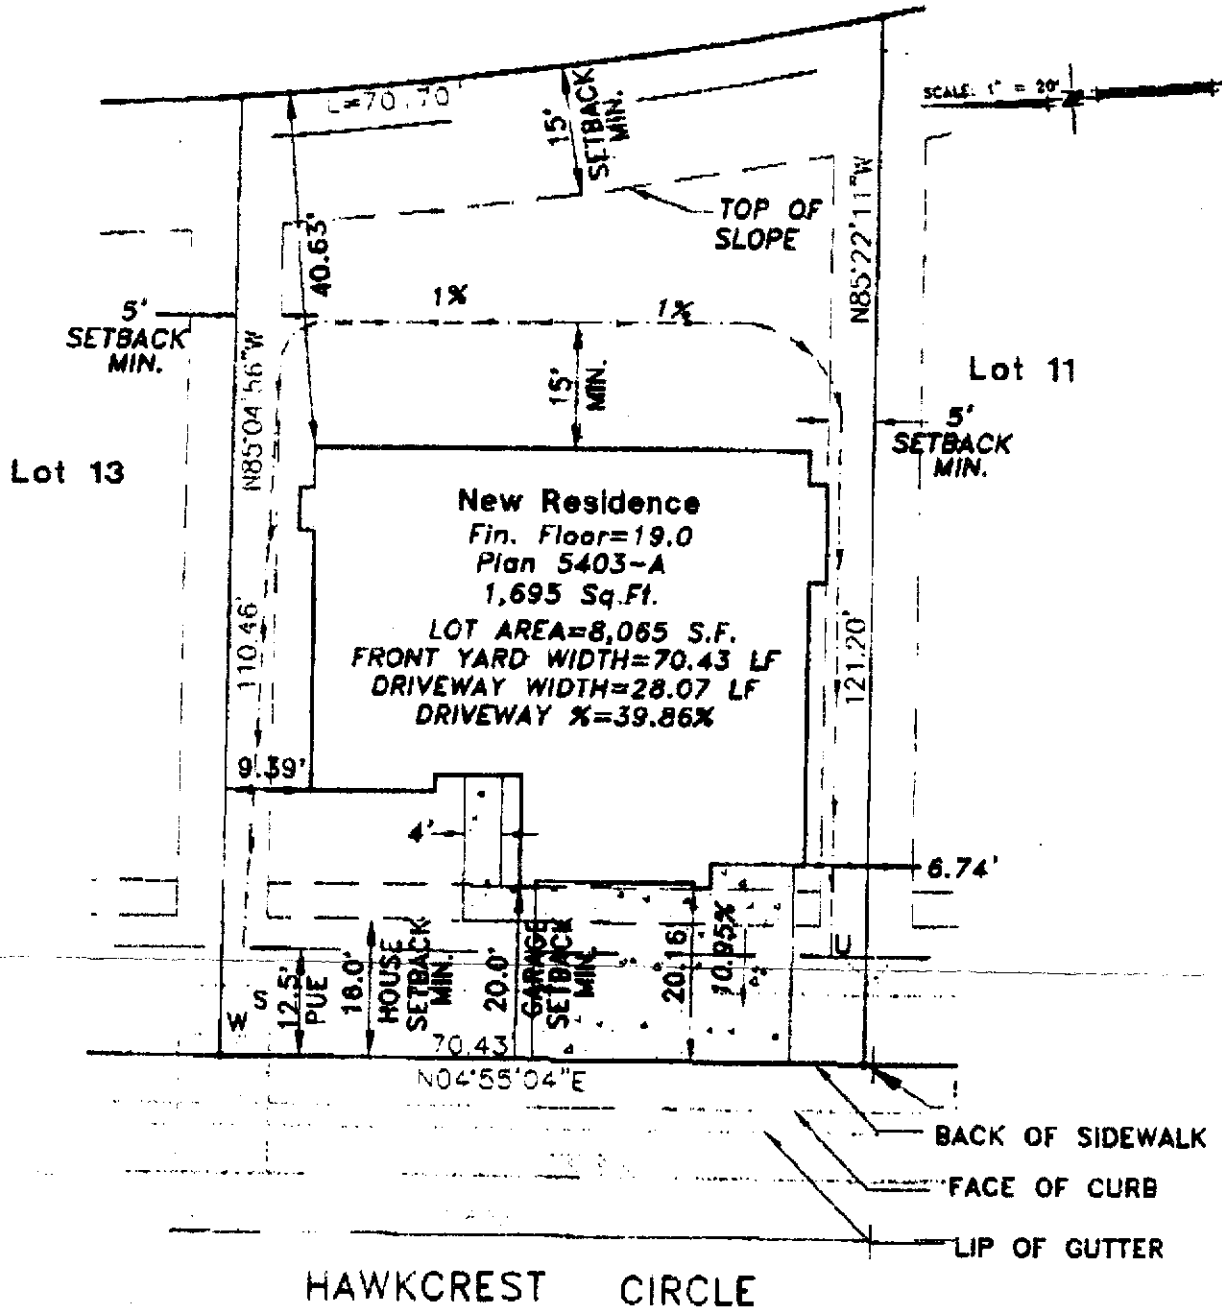 SCALE: 1" = 20'
L=70.70'
15'
SETBACK
MIN.
TOP OF
SLOPE
N85°22'11"W
40.63'
1%
1%
5'
SETBACK
MIN.
N85°04'56"W
15'
MIN.
Lot 11
5'
SETBACK
MIN.
Lot 13
New Residence
Fin. Floor=19.0
Plan 5403-A
1,695 Sq.Ft.
LOT AREA=8,065 S.F.
FRONT YARD WIDTH=70.43 LF
DRIVEWAY WIDTH=28.07 LF
DRIVEWAY %=39.86%
110.46'
121.20'
9.39'
4'
6.74'
W
S
12.5'
PUE
18.0'
HOUSE
SETBACK
MIN.
20.0'
GARAGE
SETBACK
MIN.
20.16'
10.95%
U
70.43
N04°55'04"E
BACK OF SIDEWALK
FACE OF CURB
LIP OF GUTTER
HAWKCREST CIRCLE